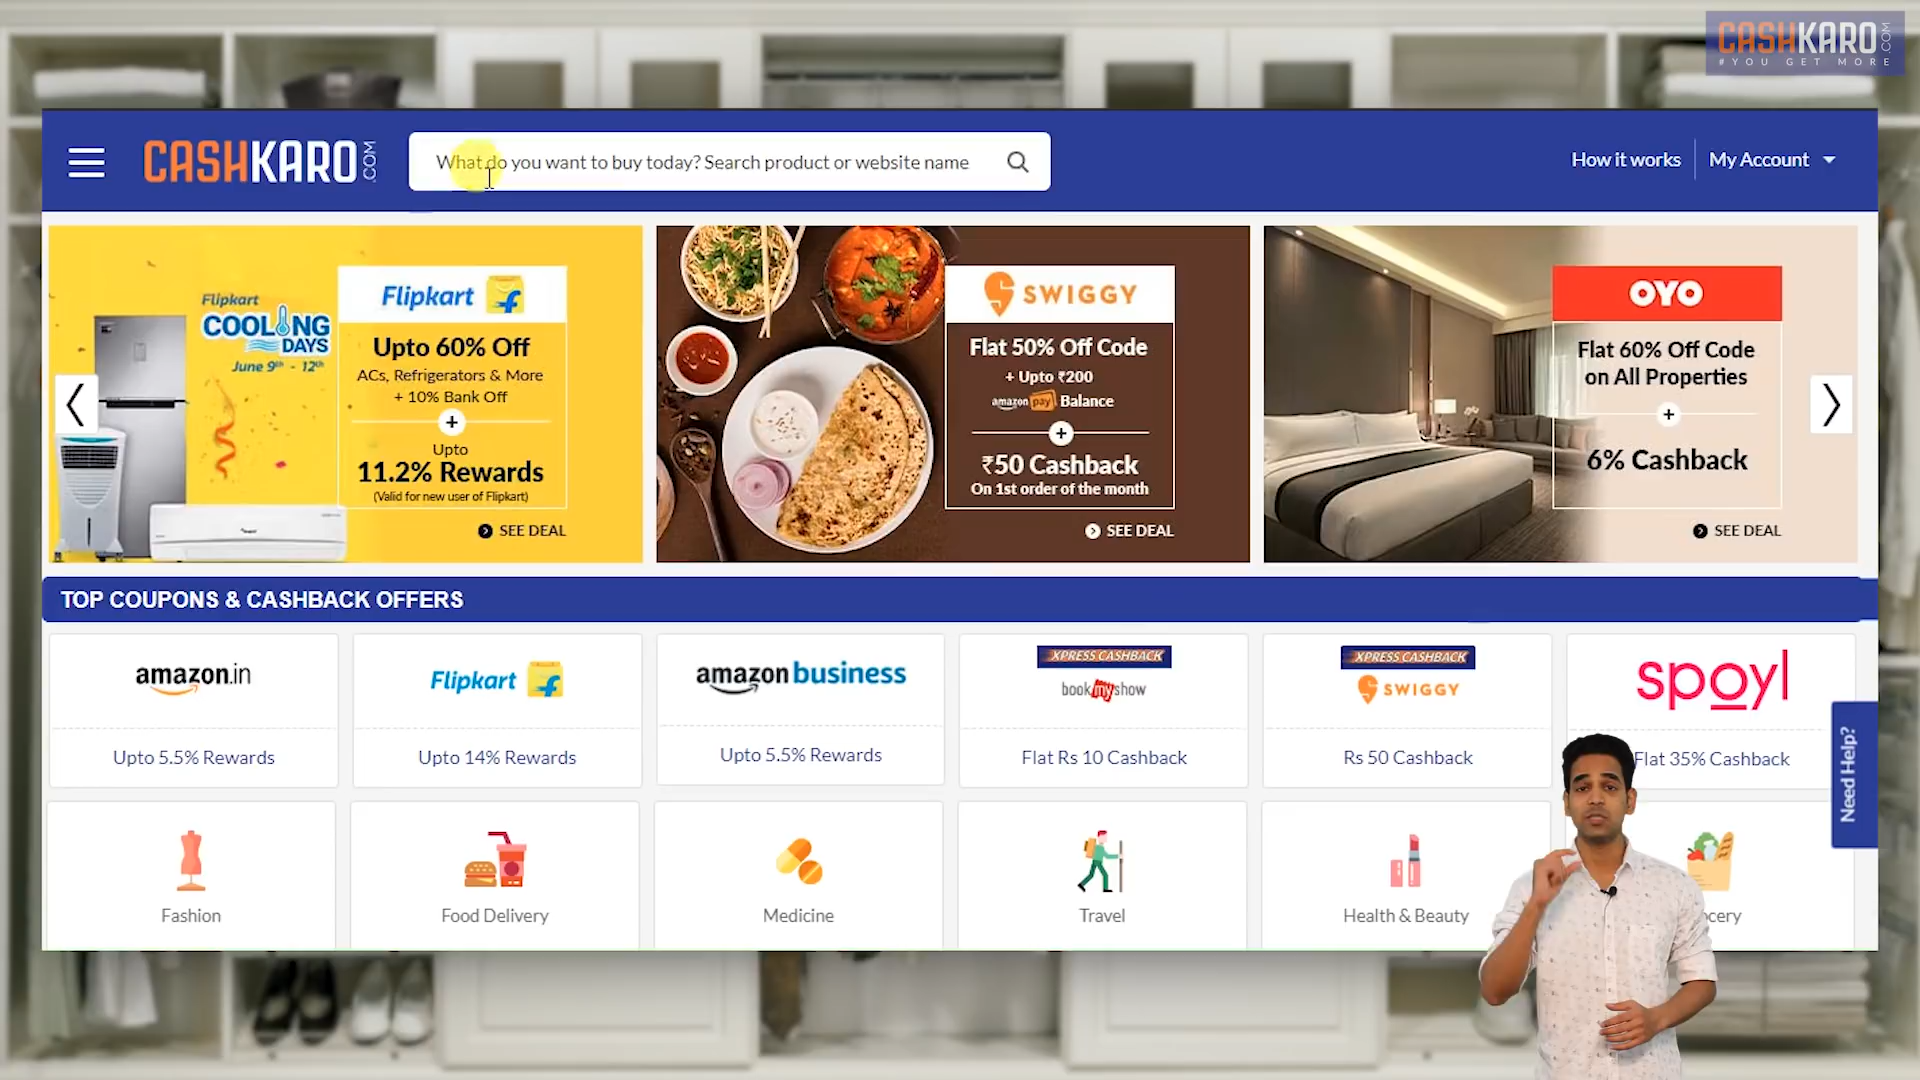 CASHKARO.COM
#YOU GET MORE
CASHKARO.COM
What do you want to buy today? Search product or website name
How it works
My Account
Flipkart
COOLING
DAYS
June 9th - 12th
Flipkart
Upto 60% Off
ACs, Refrigerators & More
+ 10% Bank Off
+
Upto
11.2% Rewards
(Valid for new user of Flipkart)
SEE DEAL
SWIGGY
Flat 50% Off Code
+ Upto ₹200
amazon pay Balance
+
₹50 Cashback
On 1st order of the month
SEE DEAL
OYO
Flat 60% Off Code
on All Properties
+
6% Cashback
SEE DEAL
TOP COUPONS & CASHBACK OFFERS
amazon.in
Upto 5.5% Rewards
Flipkart
Upto 14% Rewards
amazon business
Upto 5.5% Rewards
XPRESS CASHBACK
bookmyshow
Flat Rs 10 Cashback
XPRESS CASHBACK
SWIGGY
Rs 50 Cashback
spoyl
Flat 35% Cashback
Need Help?
Fashion
Food Delivery
Medicine
Travel
Health & Beauty